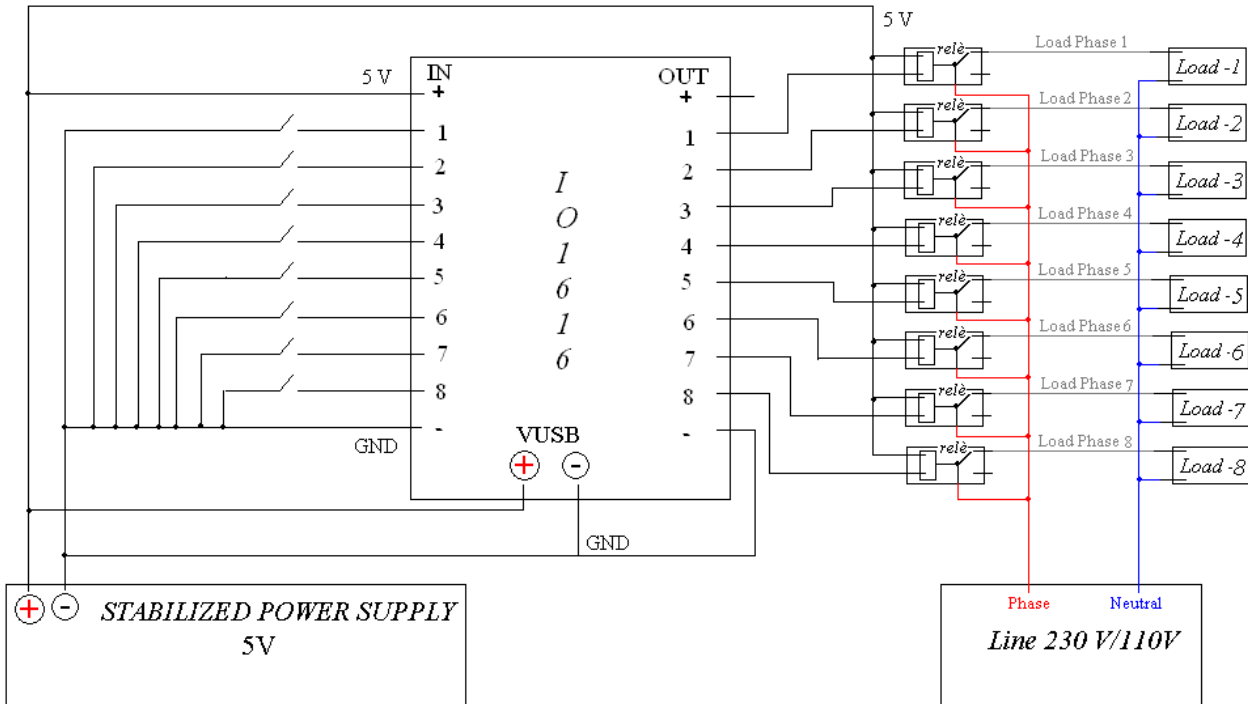 5 V
relè
Load Phase 1
Load -1
5 V
IN
OUT
+
+
1
1
relè
Load Phase 2
Load -2
2
2
relè
Load Phase 3
Load -3
3
3
relè
Load Phase 4
Load -4
4
4
relè
Load Phase 5
Load -5
5
5
relè
Load Phase6
Load -6
6
6
relè
Load Phase 7
Load -7
7
7
relè
Load Phase 8
Load -8
8
8
-
-
I
O
1
6
1
6
GND
VUSB
+
-
GND
+
-
STABILIZED POWER SUPPLY
5V
Phase
Neutral
Line 230 V/110V